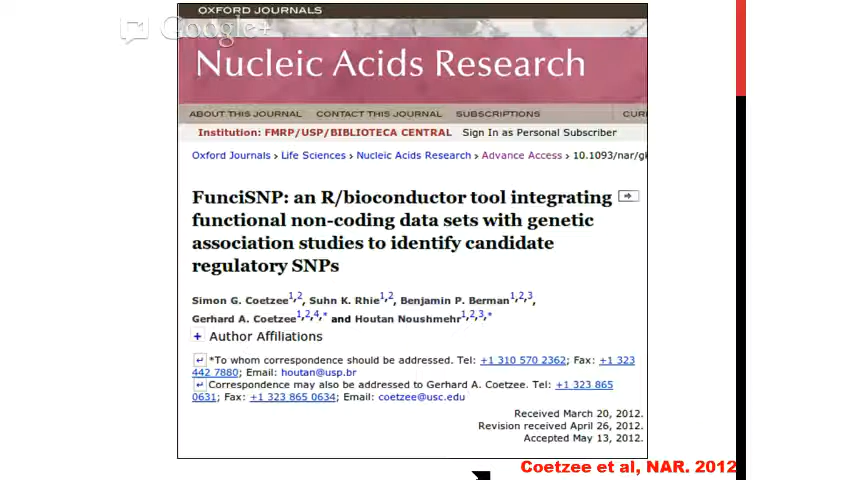 OXFORD JOURNALS
Google+
Nucleic Acids Research
ABOUT THIS JOURNAL CONTACT THIS JOURNAL SUBSCRIPTIONS CUR
Institution: FMRP/USP/BIBLIOTECA CENTRAL Sign In as Personal Subscriber
Oxford Journals > Life Sciences > Nucleic Acids Research > Advance Access > 10.1093/nar/gk
FunciSNP: an R/bioconductor tool integrating
functional non-coding data sets with genetic
association studies to identify candidate
regulatory SNPs
Simon G. Coetzee1,2, Suhn K. Rhie1,2, Benjamin P. Berman1,2,3,
Gerhard A. Coetzee1,2,4,* and Houtan Noushmehr1,2,3,*
+ Author Affiliations
*To whom correspondence should be addressed. Tel: +1 310 570 2362; Fax: +1 323
442 7880; Email: houtan@usp.br
Correspondence may also be addressed to Gerhard A. Coetzee. Tel: +1 323 865
0631; Fax: +1 323 865 0634; Email: coetzee@usc.edu
Received March 20, 2012.
Revision received April 26, 2012.
Accepted May 13, 2012.
Coetzee et al, NAR. 2012